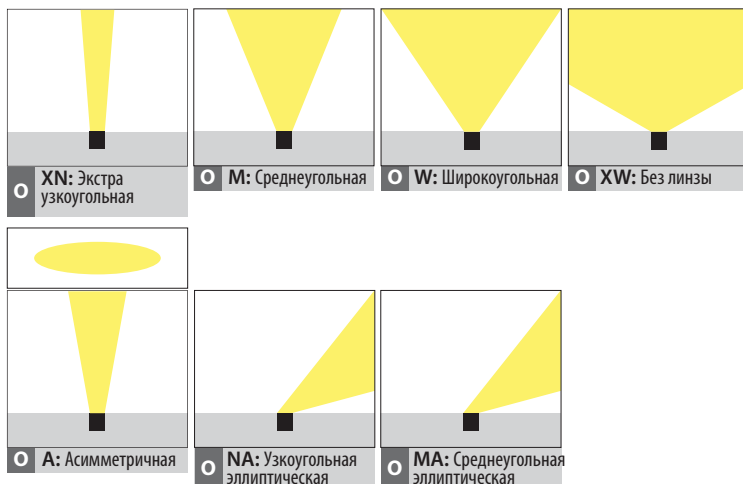 O XN: Экстра
узкоугольная
O M: Среднеугольная
O W: Широкоугольная
O XW: Без линзы
O A: Асимметричная
O NA: Узкоугольная
эллиптическая
O MA: Среднеугольная
эллиптическая